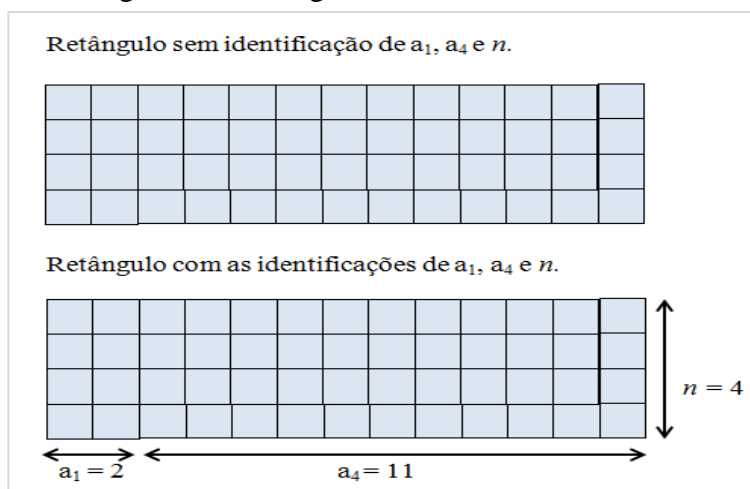 Retângulo sem identificação de a₁, a₄ e n.
Retângulo com as identificações de a₁, a₄ e n.
n = 4
a₁ = 2
a₄ = 11